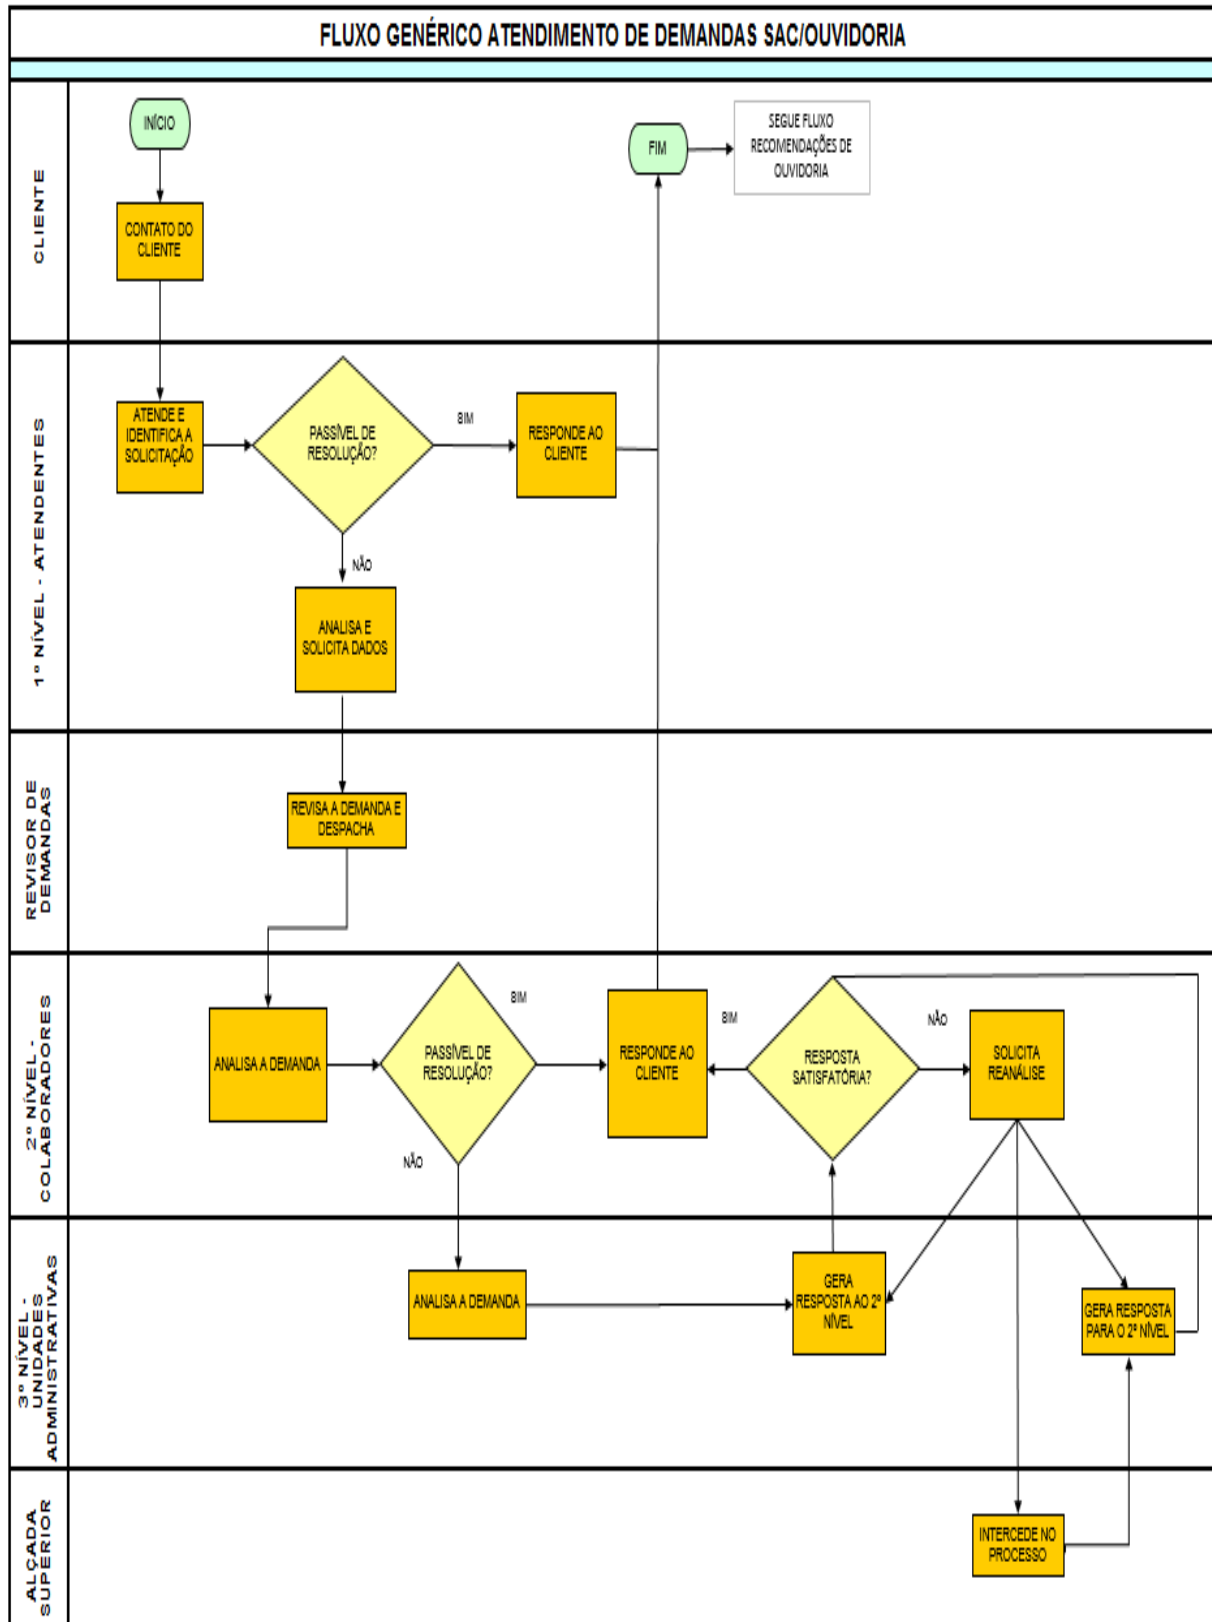 FLUXO GENÉRICO ATENDIMENTO DE DEMANDAS SAC/OUVIDORIA
CLIENTE
INÍCIO
CONTATO DO
CLIENTE
FIM
SEGUE FLUXO
RECOMENDAÇÕES DE
OUVIDORIA
1º NÍVEL - ATENDENTES
ATENDE E
IDENTIFICA A
SOLICITAÇÃO
PASSÍVEL DE
RESOLUÇÃO?
SIM
RESPONDE AO
CLIENTE
NÃO
ANALISA E
SOLICITA DADOS
REVISOR DE
DEMANDAS
REVISA A DEMANDA E
DESPACHA
2º NÍVEL -
COLABORADORES
ANALISA A DEMANDA
PASSÍVEL DE
RESOLUÇÃO?
SIM
NÃO
RESPONDE AO
CLIENTE
SIM
RESPOSTA
SATISFATÓRIA?
NÃO
SOLICITA
REANÁLISE
3º NÍVEL -
UNIDADES
ADMINISTRATIVAS
ANALISA A DEMANDA
GERA
RESPOSTA AO 2º
NÍVEL
GERA RESPOSTA
PARA O 2º NÍVEL
ALÇADA
SUPERIOR
INTERCEDE NO
PROCESSO